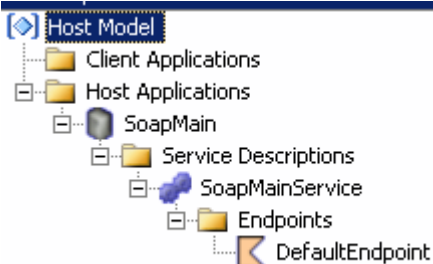 Host Model
Client Applications
Host Applications
SoapMain
Service Descriptions
SoapMainService
Endpoints
DefaultEndpoint